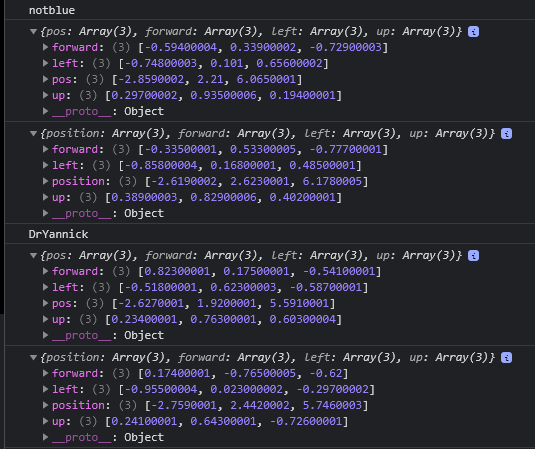 notblue
{pos: Array(3), forward: Array(3), left: Array(3), up: Array(3)} i
forward: (3) [-0.59400004, 0.33900002, -0.72900003]
left: (3) [-0.74800003, 0.101, 0.65600002]
pos: (3) [-2.8590002, 2.21, 6.0650001]
up: (3) [0.29700002, 0.93500006, 0.19400001]
__proto__: Object
{position: Array(3), forward: Array(3), left: Array(3), up: Array(3)} i
forward: (3) [-0.33500001, 0.53300005, -0.77700001]
left: (3) [-0.85800004, 0.16800001, 0.48500001]
position: (3) [-2.6190002, 2.6230001, 6.1780005]
up: (3) [0.38900003, 0.82900006, 0.40200001]
__proto__: Object
DrYannick
{pos: Array(3), forward: Array(3), left: Array(3), up: Array(3)} i
forward: (3) [0.82300001, 0.17500001, -0.54100001]
left: (3) [-0.51800001, 0.62300003, -0.58700001]
pos: (3) [-2.6270001, 1.9200001, 5.5910001]
up: (3) [0.23400001, 0.76300001, 0.60300004]
__proto__: Object
{position: Array(3), forward: Array(3), left: Array(3), up: Array(3)} i
forward: (3) [0.17400001, -0.76500005, -0.62]
left: (3) [-0.95500004, 0.023000002, -0.29700002]
position: (3) [-2.7590001, 2.4420002, 5.7460003]
up: (3) [0.24100001, 0.64300001, -0.72600001]
__proto__: Object